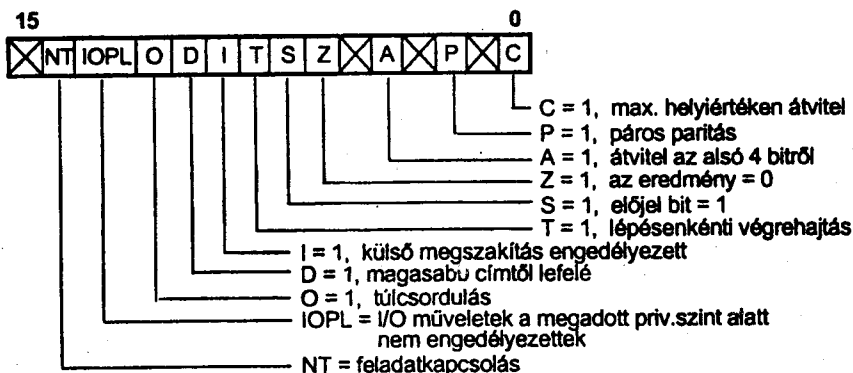 15 0
NT IOPL O D I T S Z A P C
C = 1, max. helyiértéken átvitel
P = 1, páros paritás
A = 1, átvitel az alsó 4 bitről
Z = 1, az eredmény = 0
S = 1, előjel bit = 1
T = 1, lépésenkénti végrehajtás
I = 1, külső megszakítás engedélyezett
D = 1, magasabu címtől lefelé
O = 1, túlcsordulás
IOPL = I/O műveletek a megadott priv.szint alatt
nem engedélyezettek
NT = feladatkapcsolás